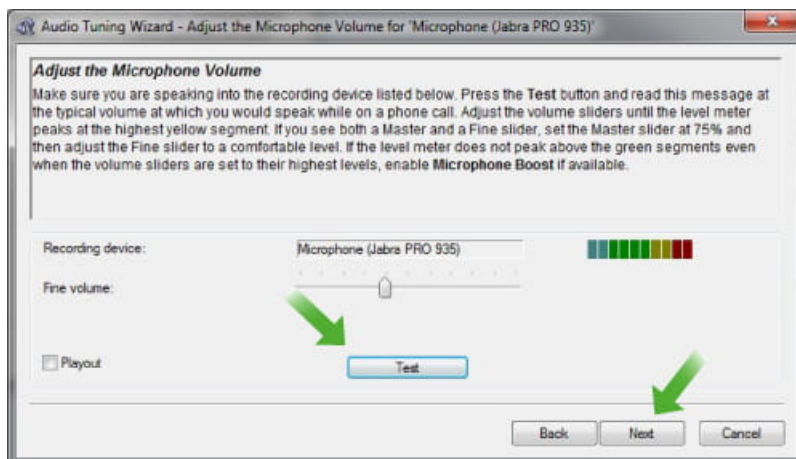 Audio Tuning Wizard - Adjust the Microphone Volume for 'Microphone (Jabra PRO 935)'
Adjust the Microphone Volume
Make sure you are speaking into the recording device listed below. Press the Test button and read this message at
the typical volume at which you would speak while on a phone call. Adjust the volume sliders until the level meter
peaks at the highest yellow segment. If you see both a Master and a Fine slider, set the Master slider at 75% and
then adjust the Fine slider to a comfortable level. If the level meter does not peak above the green segments even
when the volume sliders are set to their highest levels, enable Microphone Boost if available.
Recording device:
Microphone (Jabra PRO 935)
Fine volume:
Playout
Test
Back
Next
Cancel